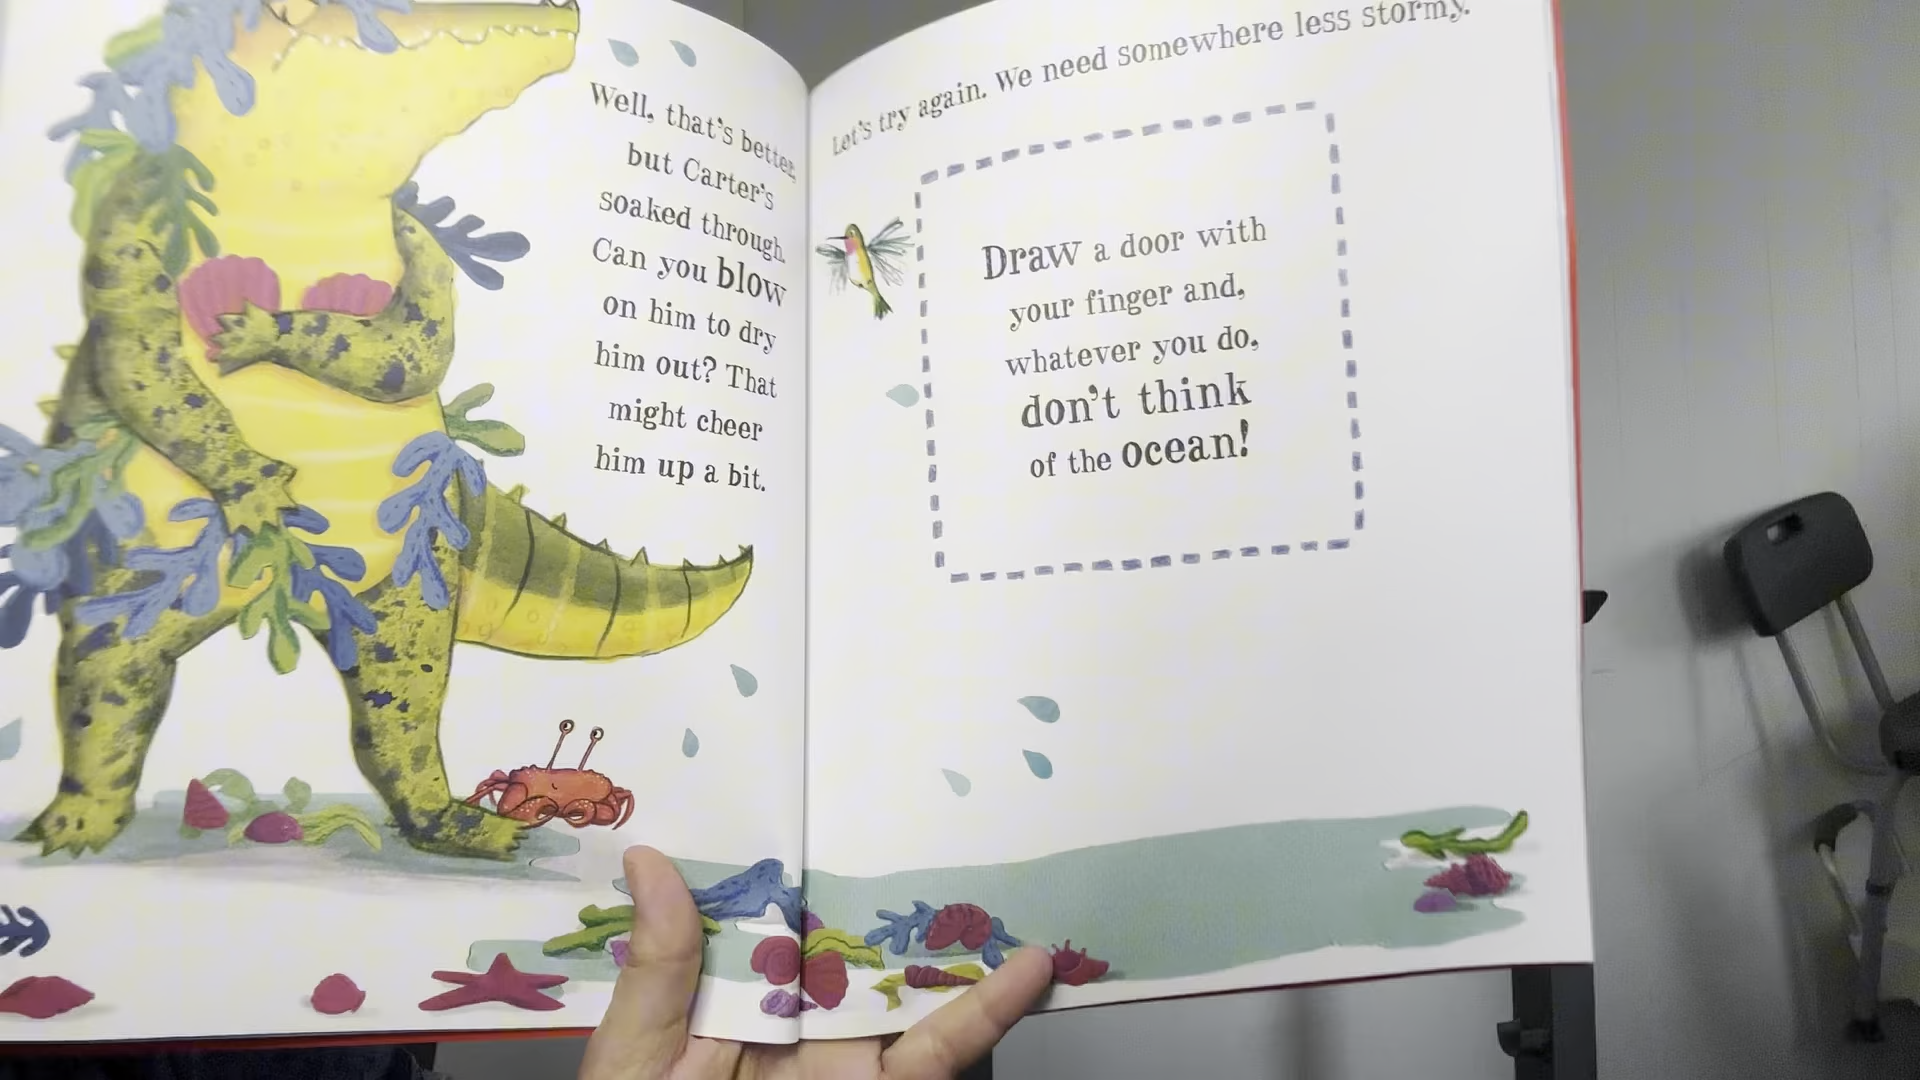 Well, that's better,
but Carter's
soaked through.
Can you blow
on him to dry
him out? That
might cheer
him up a bit.
Let's try again. We need somewhere less stormy.
Draw a door with
your finger and,
whatever you do,
don't think
of the ocean!